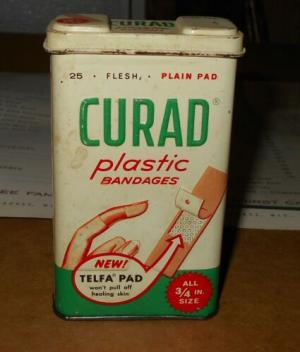 25 • FLESH, • PLAIN PAD
CURAD®
plastic
BANDAGES
NEW!
TELFA® PAD
won't pull off
healing skin
ALL
3/4 IN.
SIZE